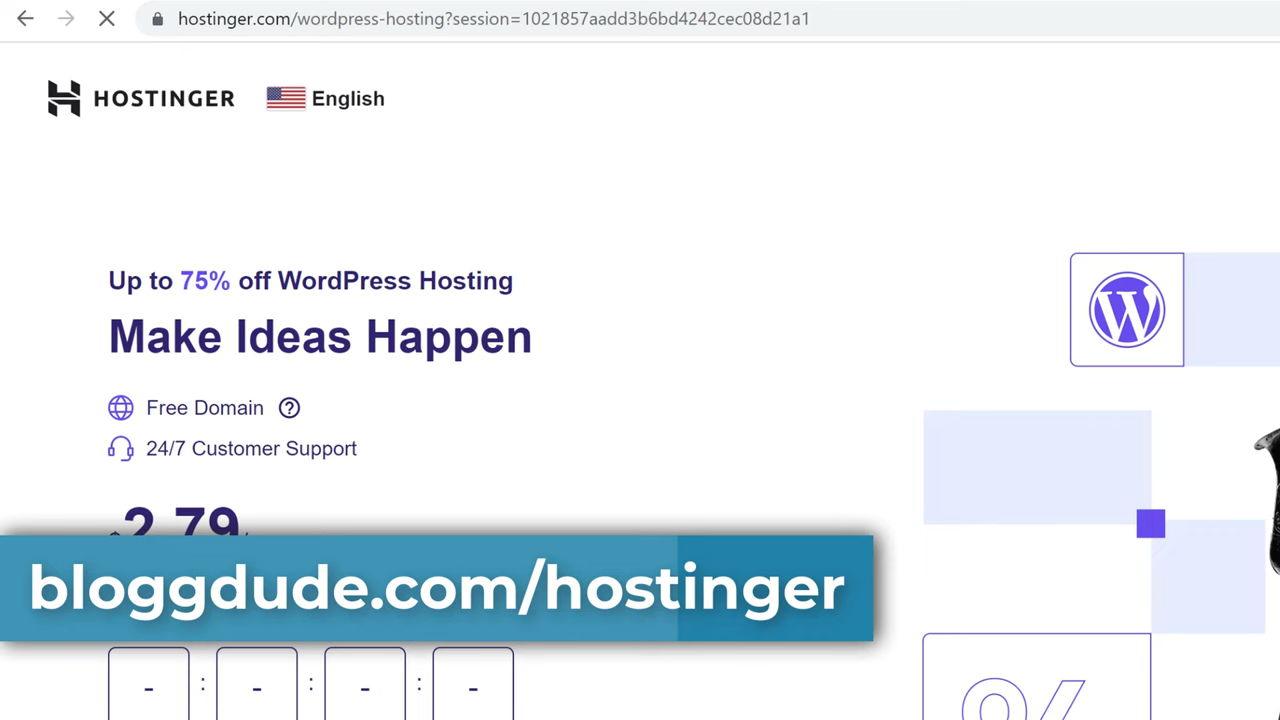 hostinger.com/wordpress-hosting?session=1021857aadd3b6bd4242cec08d21a1
HOSTINGER English
Up to 75% off WordPress Hosting
Make Ideas Happen
Free Domain ?
24/7 Customer Support
$2.79/
bloggdude.com/hostinger
- : - : - : -
%